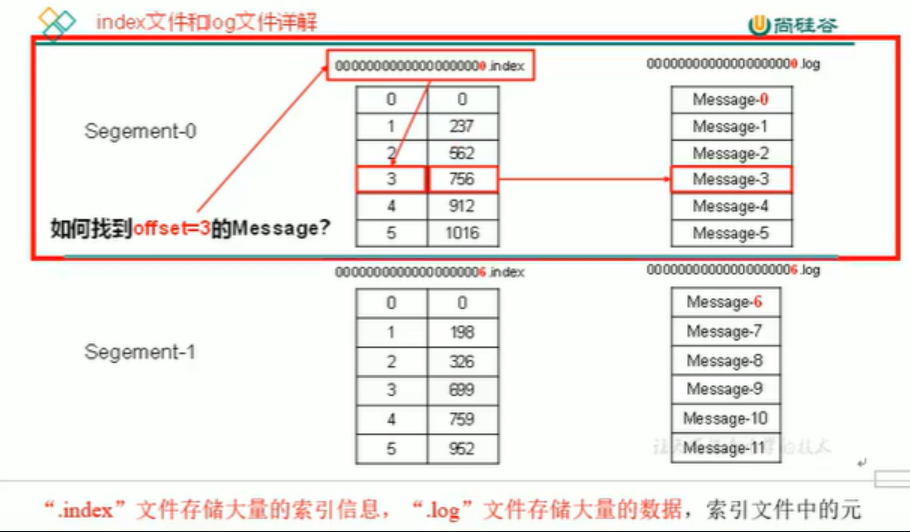 index文件和log文件详解
尚硅谷
00000000000000000000.index
00000000000000000000.log
Segement-0
0 0
1 237
2 562
3 756
4 912
5 1016
Message-0
Message-1
Message-2
Message-3
Message-4
Message-5
如何找到offset=3的Message?
00000000000000000006.index
00000000000000000006.log
Segement-1
0 0
1 198
2 326
3 699
4 759
5 952
Message-6
Message-7
Message-8
Message-9
Message-10
Message-11
“.index”文件存储大量的索引信息，“.log”文件存储大量的数据，索引文件中的元